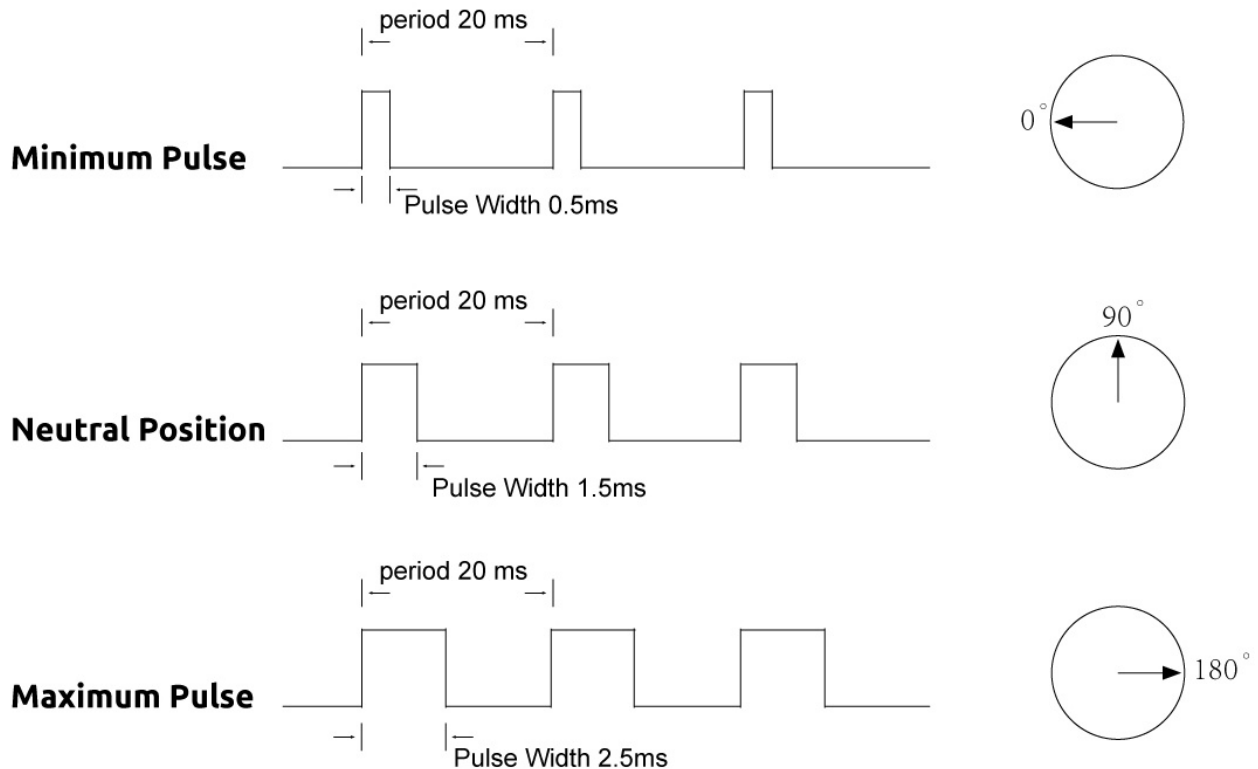 period 20 ms
0°
Minimum Pulse
Pulse Width 0.5ms
period 20 ms
90°
Neutral Position
Pulse Width 1.5ms
period 20 ms
180°
Maximum Pulse
Pulse Width 2.5ms